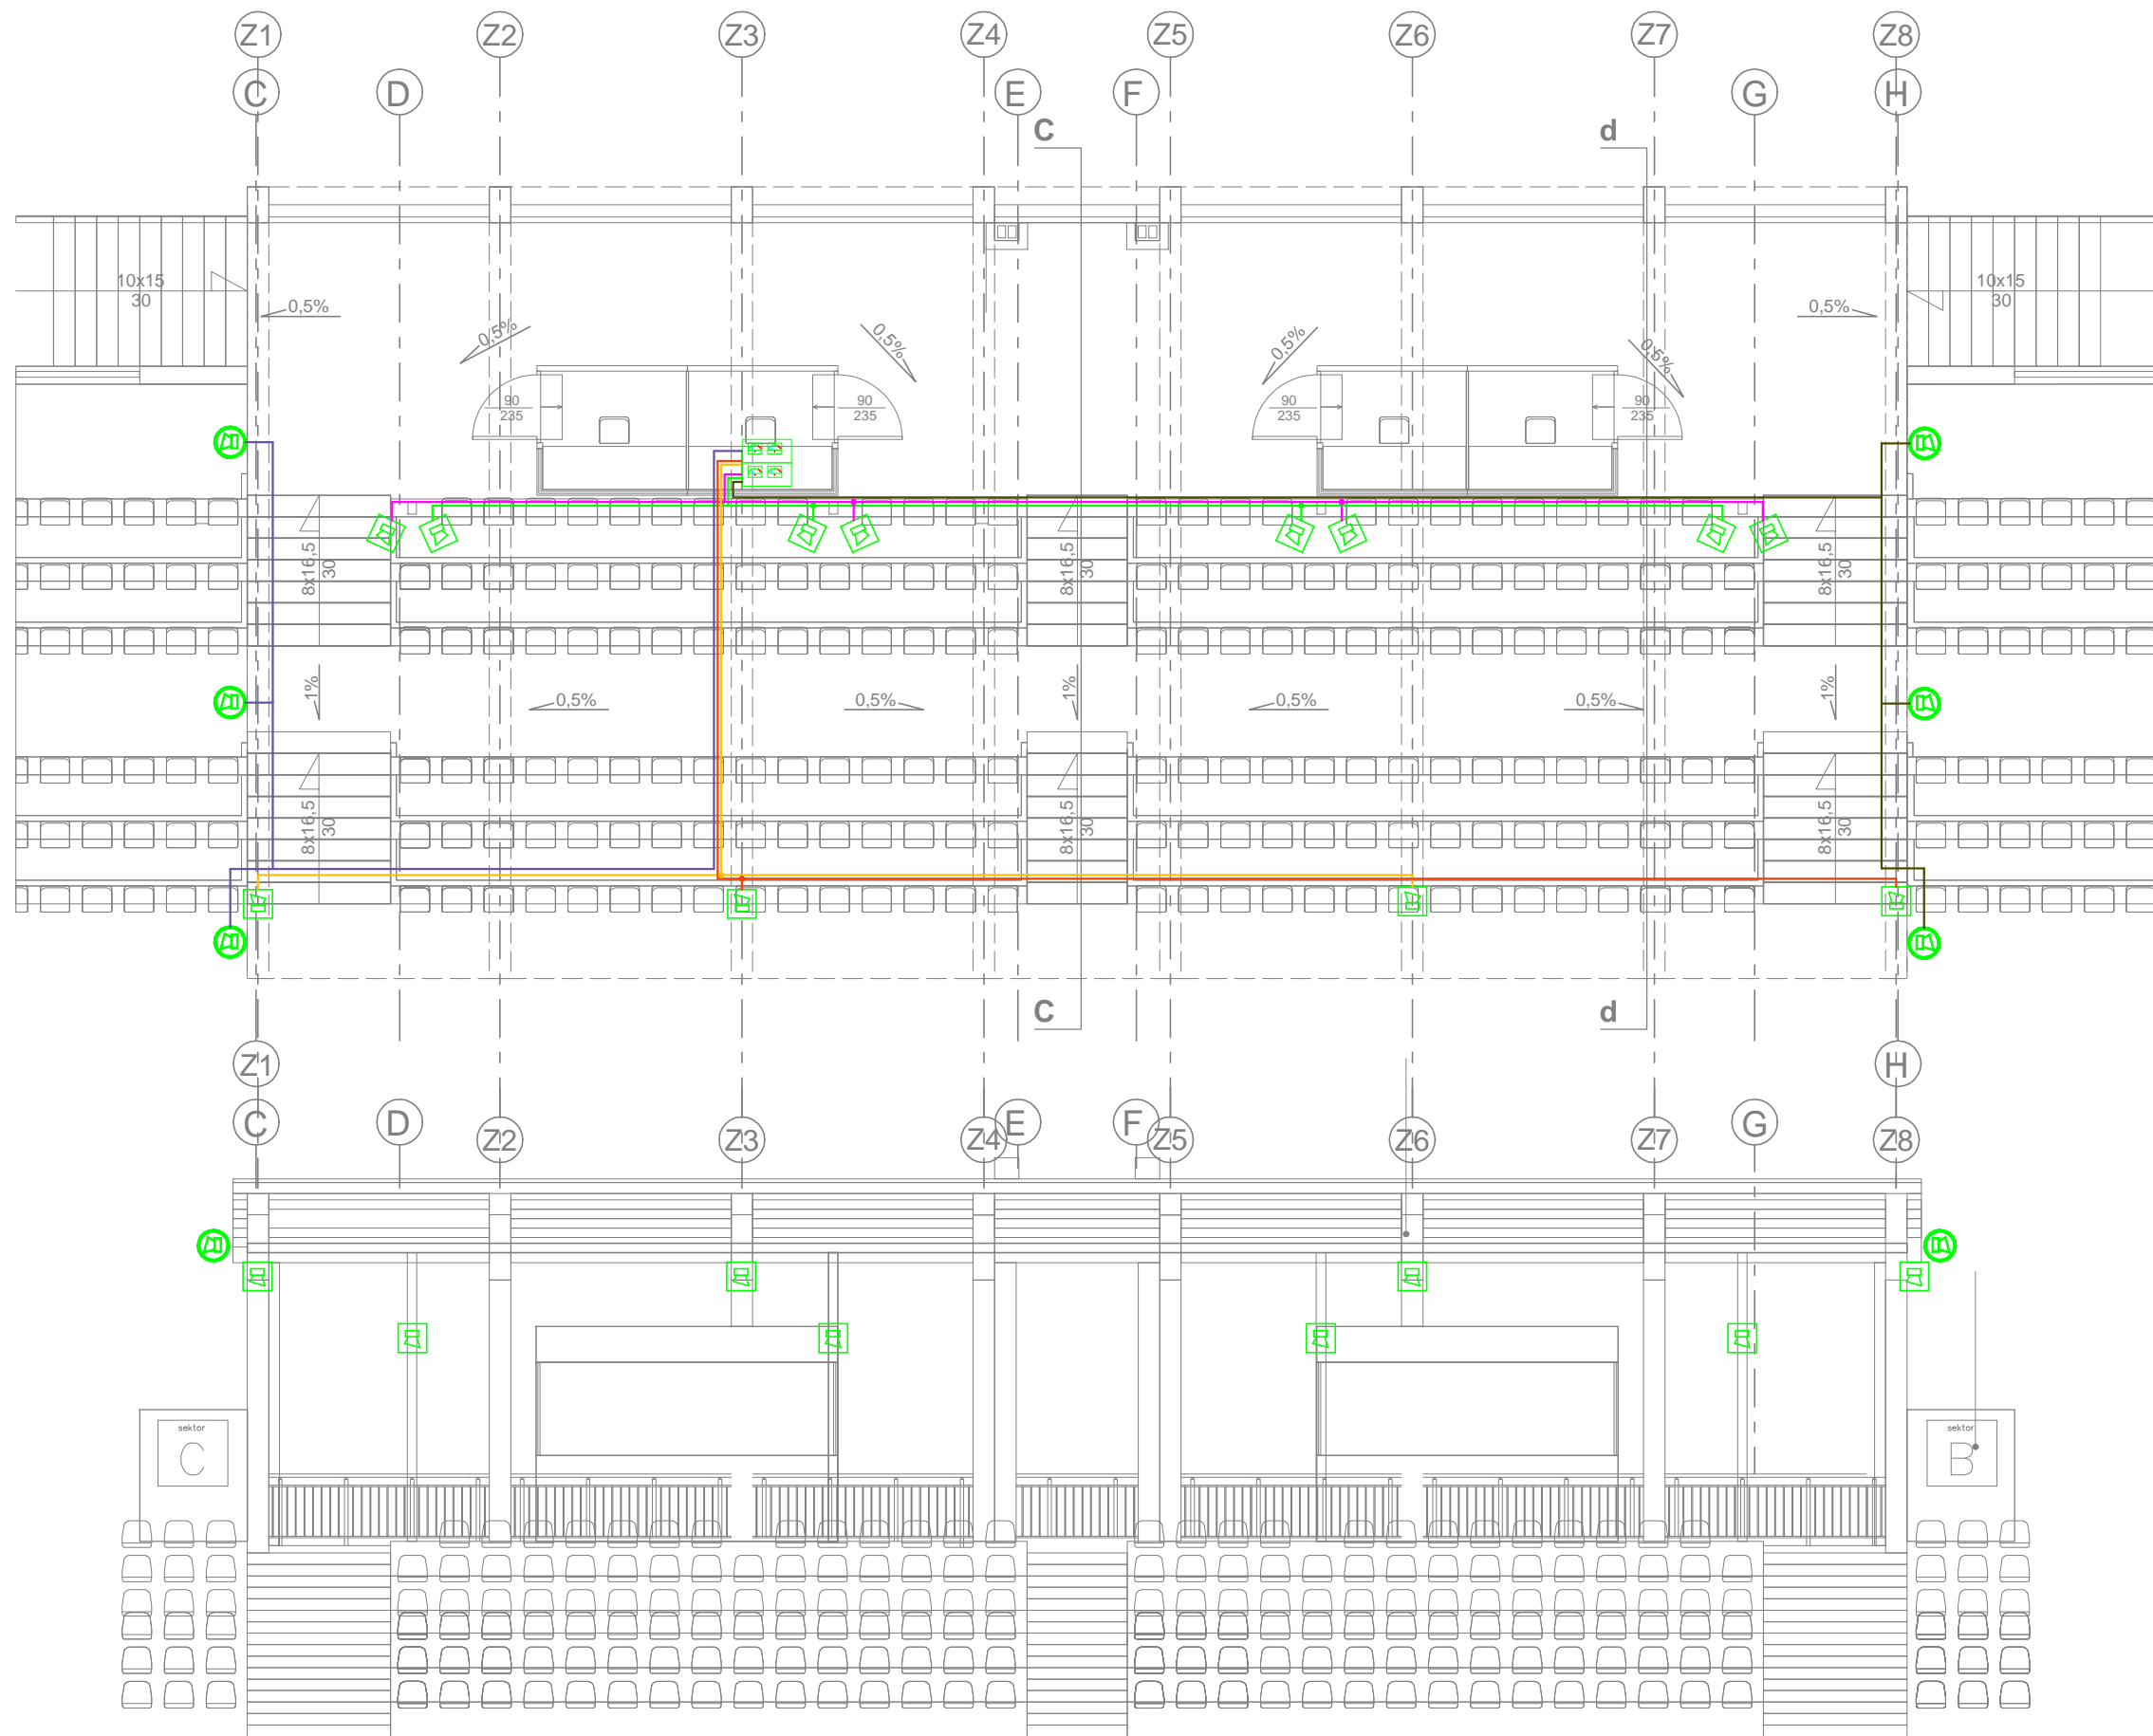 Z1 Z2 Z3 Z4 Z5 Z6 Z7 Z8
C D E F G H
C d
10x15
30
10x15
30
0,5% 0,5% 0,5% 0,5% 0,5% 0,5%
90
235
90
235
90
235
90
235
8x16,5
30
8x16,5
30
8x16,5
30
1% 0,5% 0,5% 1% 0,5% 0,5% 1%
8x16,5
30
8x16,5
30
8x16,5
30
C d
Z1 H
C D Z2 Z3 Z4 E F Z5 Z6 Z7 G Z8
sektor
C
sektor
B